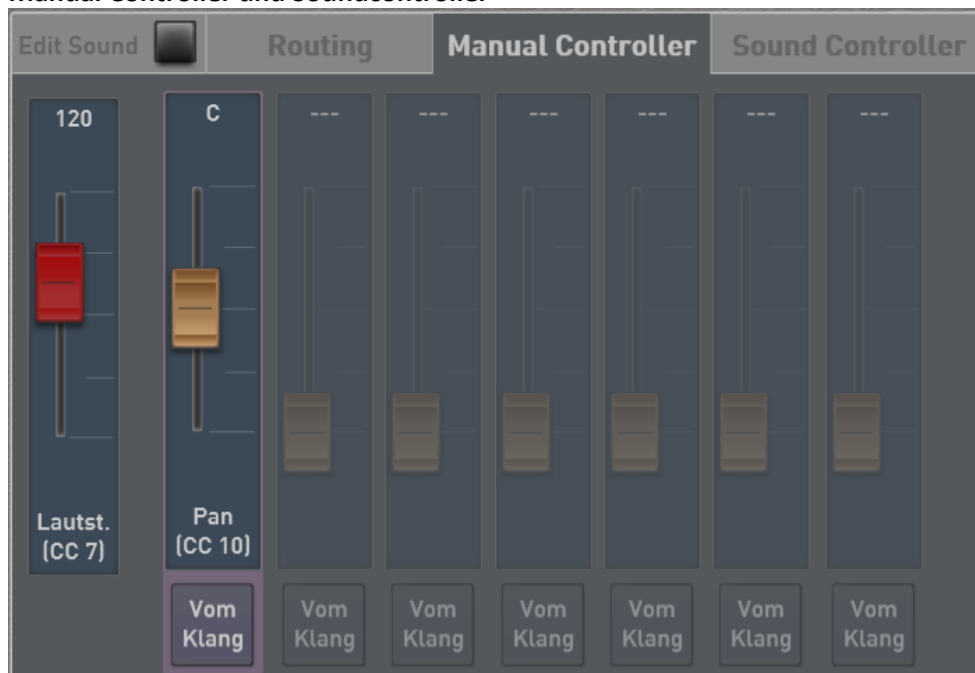 Manual Controller und Soundcontroller
Edit Sound Routing Manual Controller Sound Controller
120 C --- --- --- --- --- ---
Lautst. Pan
(CC 7) (CC 10)
Vom Vom Vom Vom Vom Vom Vom
Klang Klang Klang Klang Klang Klang Klang